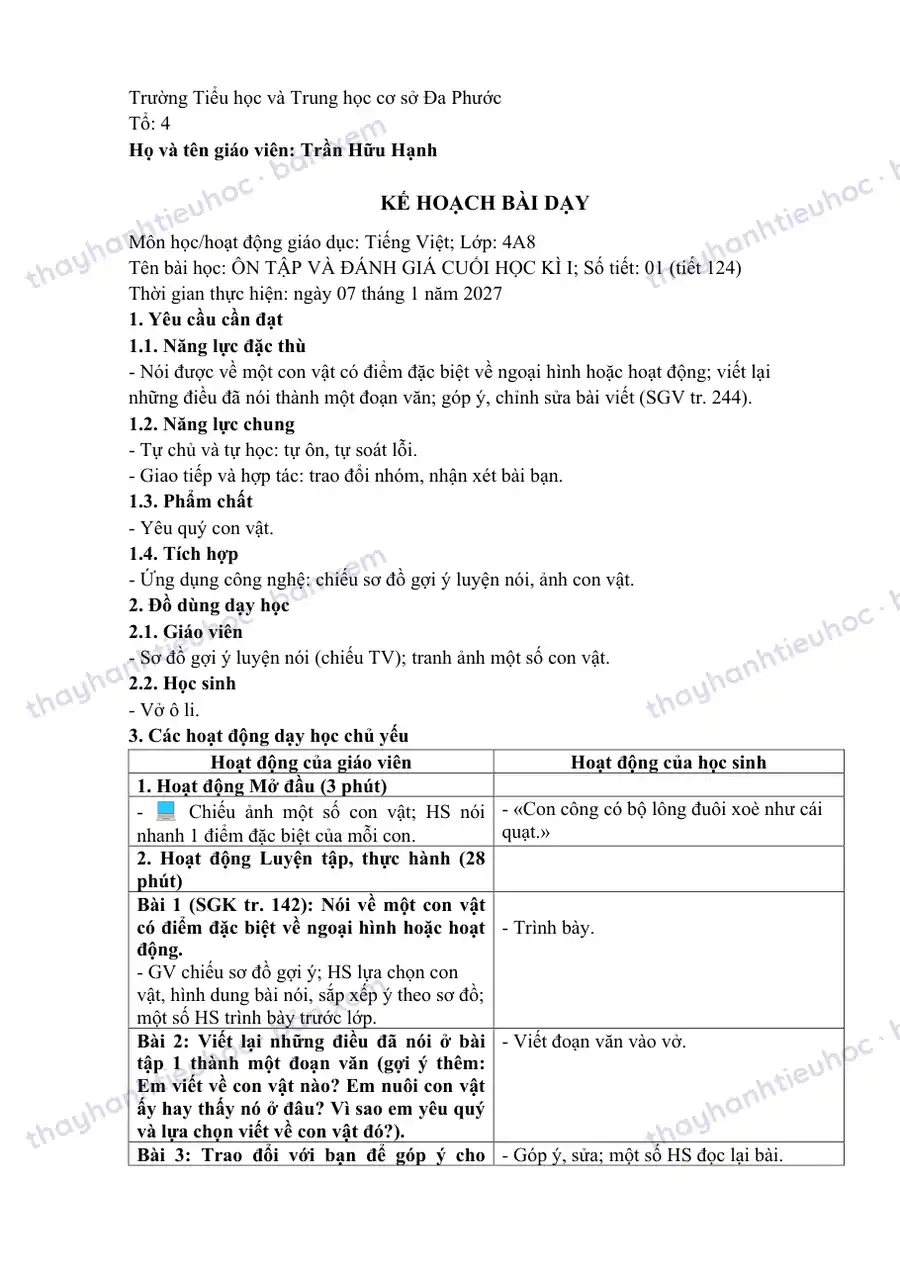 Trường Tiểu học và Trung học cơ sở Đa Phước
Tổ: 4
Họ và tên giáo viên: Trần Hữu Hạnh
KẾ HOẠCH BÀI DẠY
Môn học/hoạt động giáo dục: Tiếng Việt; Lớp: 4A8
Tên bài học: ÔN TẬP VÀ ĐÁNH GIÁ CUỐI HỌC KÌ I; Số tiết: 01 (tiết 124)
Thời gian thực hiện: ngày 07 tháng 1 năm 2027
1. Yêu cầu cần đạt
1.1. Năng lực đặc thù
- Nói được về một con vật có điểm đặc biệt về ngoại hình hoặc hoạt động; viết lại
những điều đã nói thành một đoạn văn; góp ý, chỉnh sửa bài viết (SGV tr. 244).
1.2. Năng lực chung
- Tự chủ và tự học: tự ôn, tự soát lỗi.
- Giao tiếp và hợp tác: trao đổi nhóm, nhận xét bài bạn.
1.3. Phẩm chất
- Yêu quý con vật.
1.4. Tích hợp
- Ứng dụng công nghệ: chiếu sơ đồ gợi ý luyện nói, ảnh con vật.
2. Đồ dùng dạy học
2.1. Giáo viên
- Sơ đồ gợi ý luyện nói (chiếu TV); tranh ảnh một số con vật.
2.2. Học sinh
- Vở ô li.
3. Các hoạt động dạy học chủ yếu
Hoạt động của giáo viên
Hoạt động của học sinh
1. Hoạt động Mở đầu (3 phút)
- Chiếu ảnh một số con vật; HS nói
nhanh 1 điểm đặc biệt của mỗi con.
- «Con công có bộ lông đuôi xoè như cái
quạt.»
2. Hoạt động Luyện tập, thực hành (28
phút)
Bài 1 (SGK tr. 142): Nói về một con vật
có điểm đặc biệt về ngoại hình hoặc hoạt
động.
- GV chiếu sơ đồ gợi ý; HS lựa chọn con
vật, hình dung bài nói, sắp xếp ý theo sơ đồ;
một số HS trình bày trước lớp.
- Trình bày.
Bài 2: Viết lại những điều đã nói ở bài
tập 1 thành một đoạn văn (gợi ý thêm:
Em viết về con vật nào? Em nuôi con vật
ấy hay thấy nó ở đâu? Vì sao em yêu quý
và lựa chọn viết về con vật đó?).
- Viết đoạn văn vào vở.
Bài 3: Trao đổi với bạn để góp ý cho
- Góp ý, sửa; một số HS đọc lại bài.
thayhanhtieuhoc · bản xem
thayhanhtieuhoc · b
thayhanhtieuhoc · bản xem
thayhanhtieuhoc · b
thayhanhtieuhoc · bản xem
thayhanhtieuhoc · b